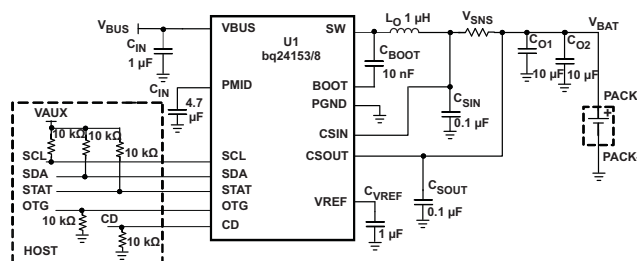 VBUS
CIN
1 μF
VBUS
U1
bq24153/8
SW
LO 1 μH
VSNS
VBAT
CBOOT
10 nF
CO1
CO2
10 μF
10 μF
CIN
4.7
μF
PMID
BOOT
PGND
CSIN
CSIN
0.1 μF
PACK
+
PACK
VAUX
10 kΩ
10 kΩ
10 kΩ
SCL
SCL
CSOUT
SDA
SDA
STAT
STAT
CSOUT
0.1 μF
OTG
OTG
VREF
CVREF
1 μF
10 kΩ
CD
CD
10 kΩ
HOST